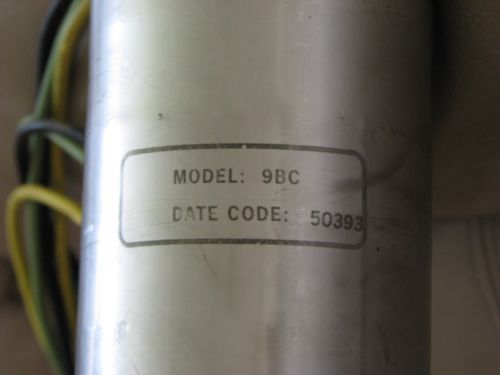 MODEL: 9BC
DATE CODE: 50393